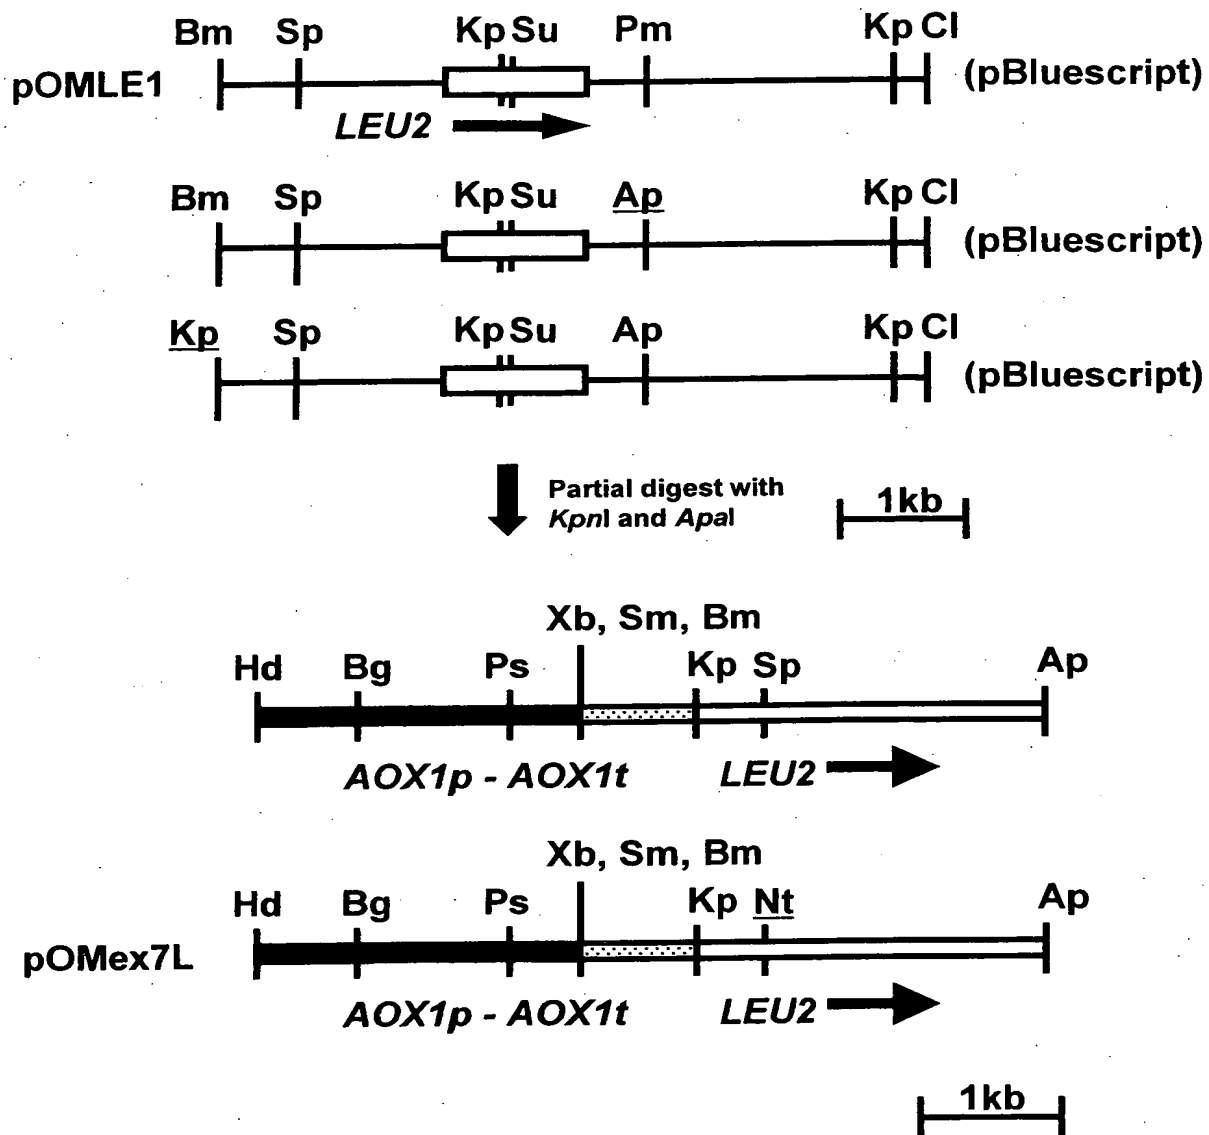 Bm Sp Kp Su Pm Kp Cl
pOMLE1 (pBluescript)
LEU2
Bm Sp Kp Su Ap Kp Cl
(pBluescript)
Kp Sp Kp Su Ap Kp Cl
(pBluescript)
Partial digest with
KpnI and ApaI
1kb
Xb, Sm, Bm
Hd Bg Ps Kp Sp Ap
AOX1p - AOX1t LEU2
Xb, Sm, Bm
Hd Bg Ps Kp Nt Ap
pOMex7L
AOX1p - AOX1t LEU2
1kb